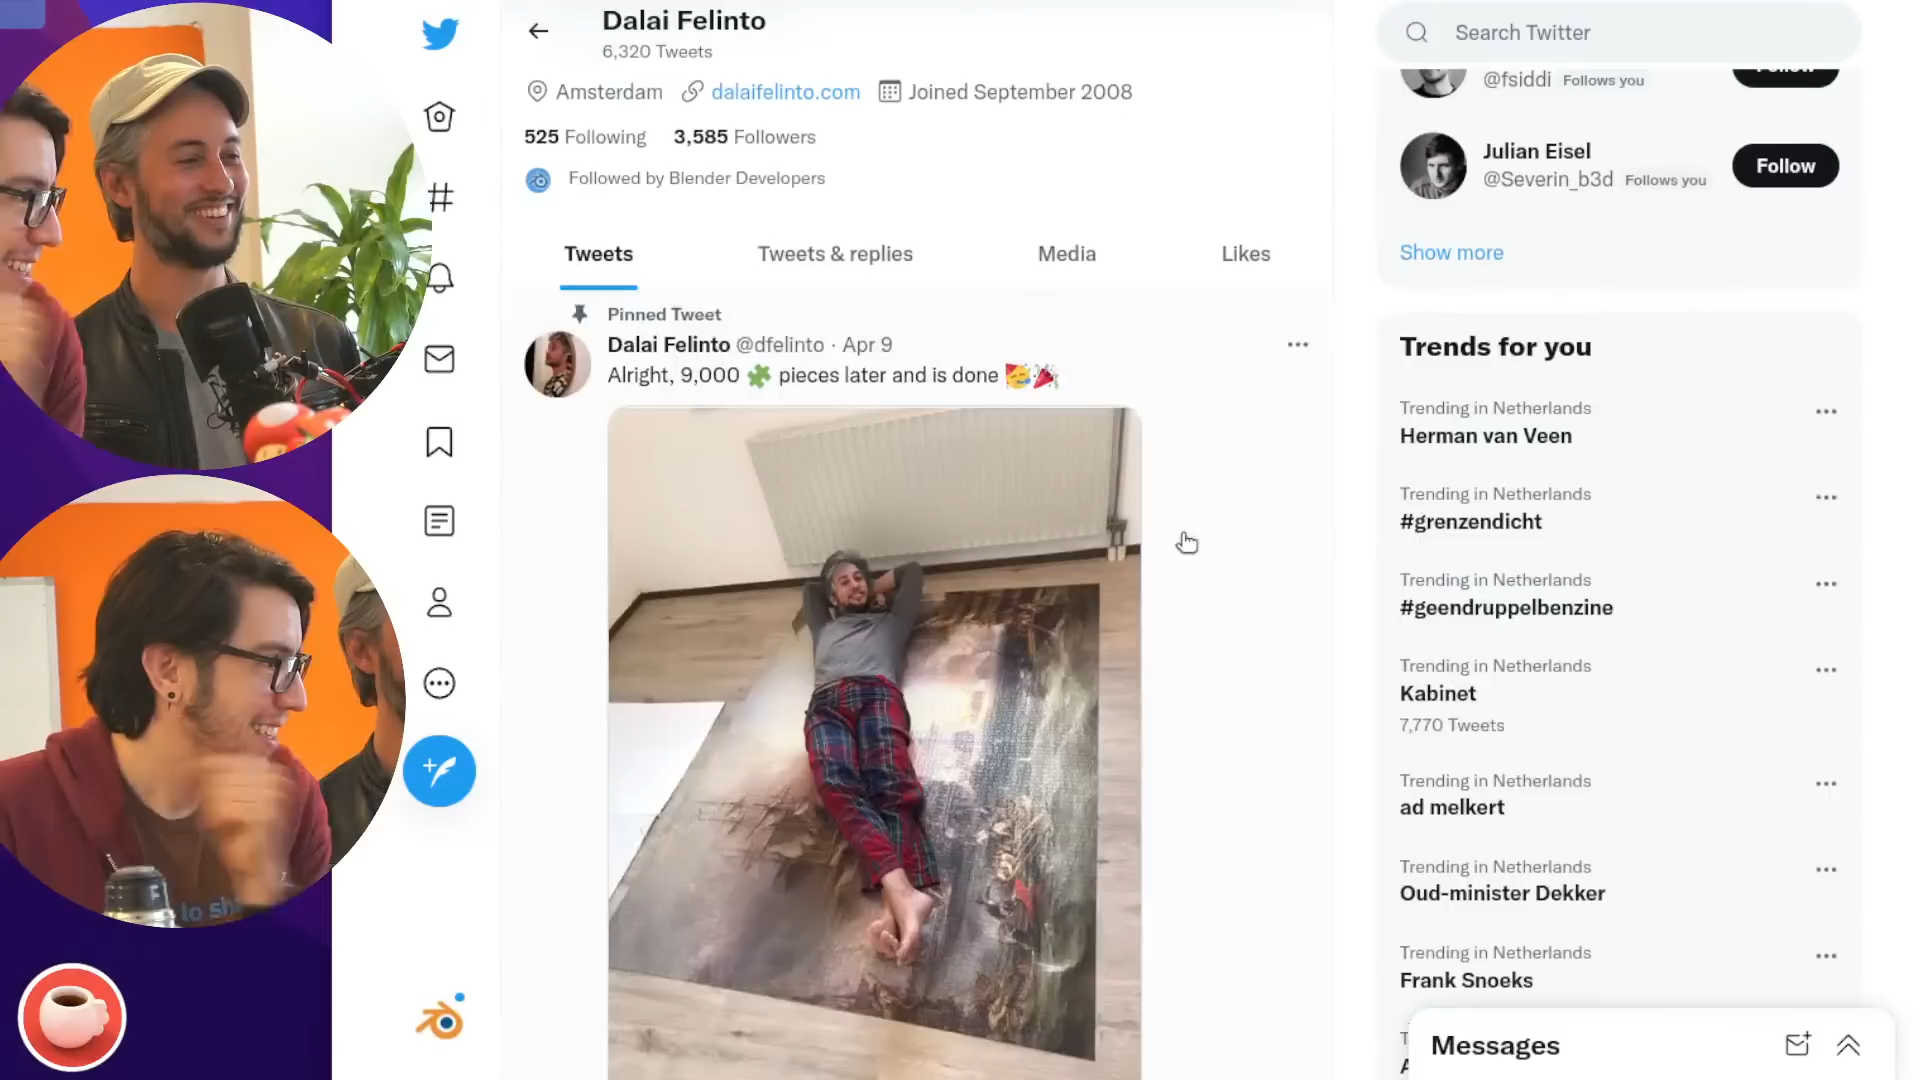 Dalai Felinto
6,320 Tweets
Amsterdam dalaifelinto.com Joined September 2008
525 Following 3,585 Followers
Followed by Blender Developers
Tweets Tweets & replies Media Likes
Pinned Tweet
Dalai Felinto @dfelinto · Apr 9
Alright, 9,000 🧩 pieces later and is done 🥳🎉
lo sh
Search Twitter
@fsiddi Follows you
Follow
Julian Eisel
@Severin_b3d Follows you
Follow
Show more
Trends for you
Trending in Netherlands
Herman van Veen
Trending in Netherlands
#grenzendicht
Trending in Netherlands
#geendruppelbenzine
Trending in Netherlands
Kabinet
7,770 Tweets
Trending in Netherlands
ad melkert
Trending in Netherlands
Oud-minister Dekker
Trending in Netherlands
Frank Snoeks
Messages